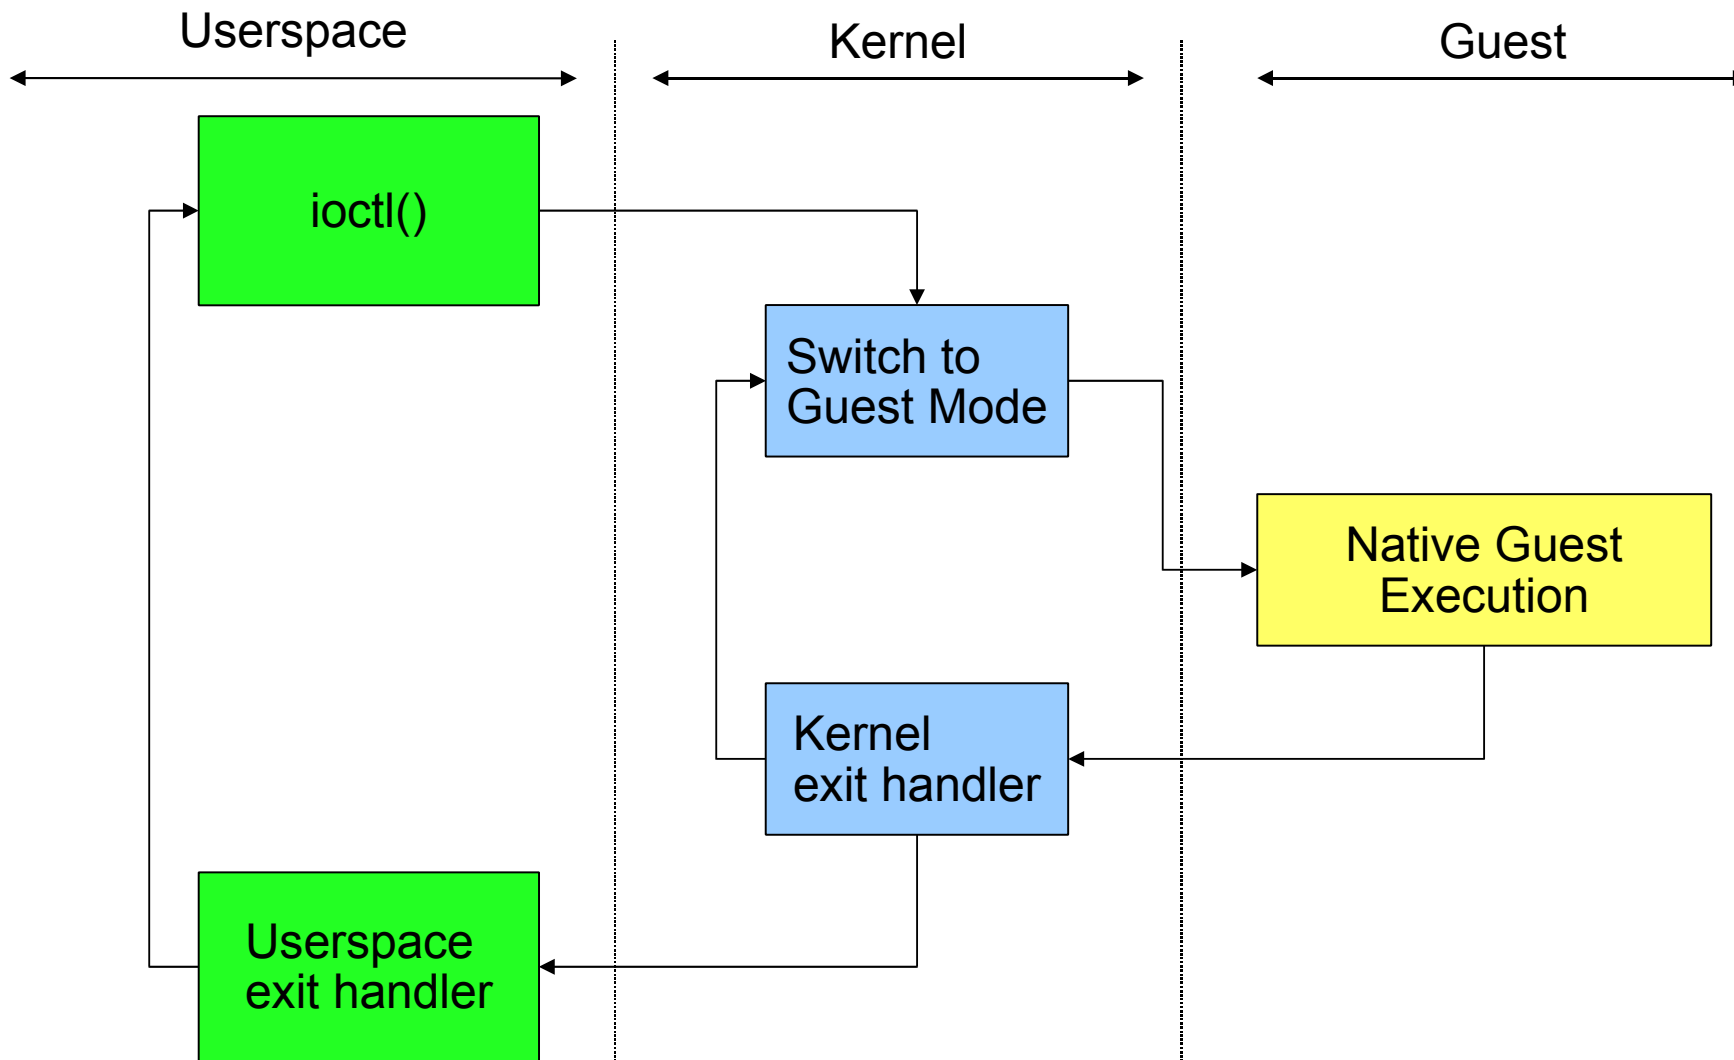 Userspace
Kernel
Guest
ioctl()
Switch to
Guest Mode
Native Guest
Execution
Kernel
exit handler
Userspace
exit handler